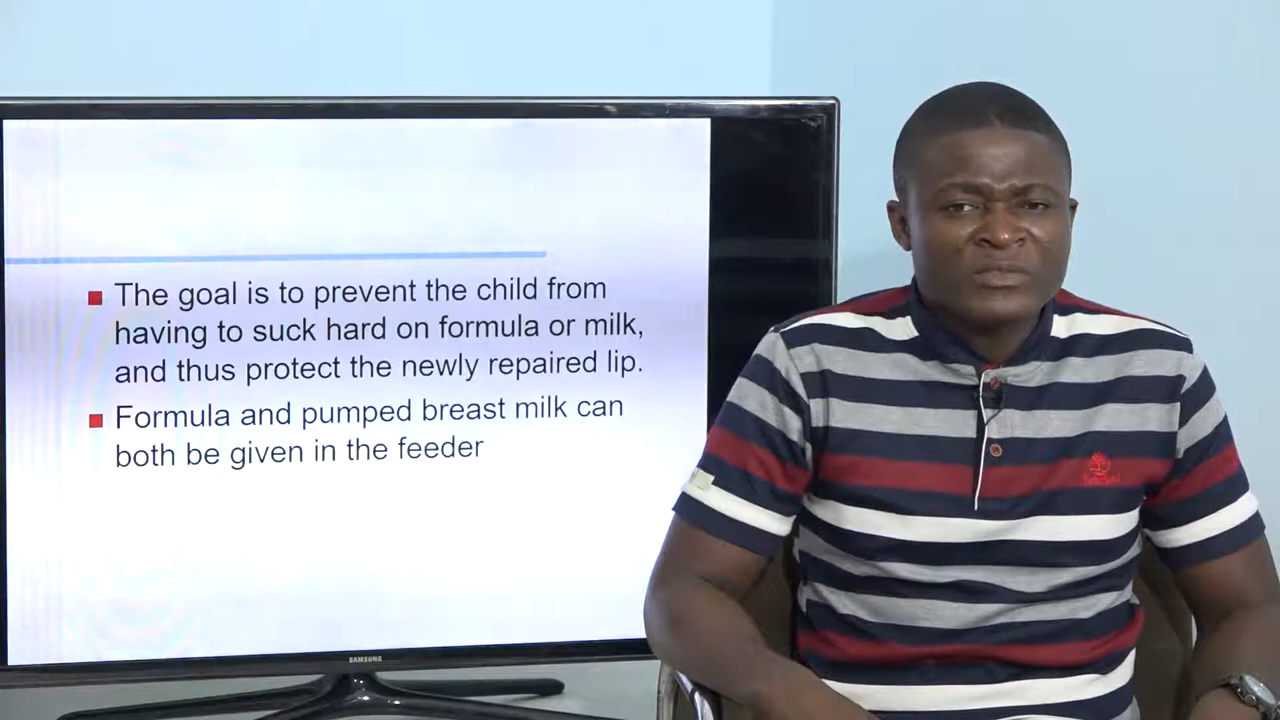 The goal is to prevent the child from
having to suck hard on formula or milk,
and thus protect the newly repaired lip.
Formula and pumped breast milk can
both be given in the feeder
SAMSUNG